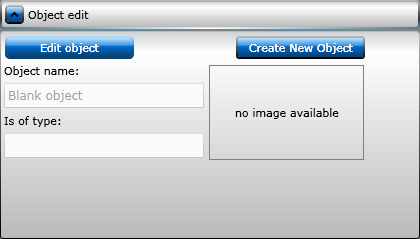 Object edit
Edit object
Create New Object
Object name:
Blank object
no image available
Is of type: